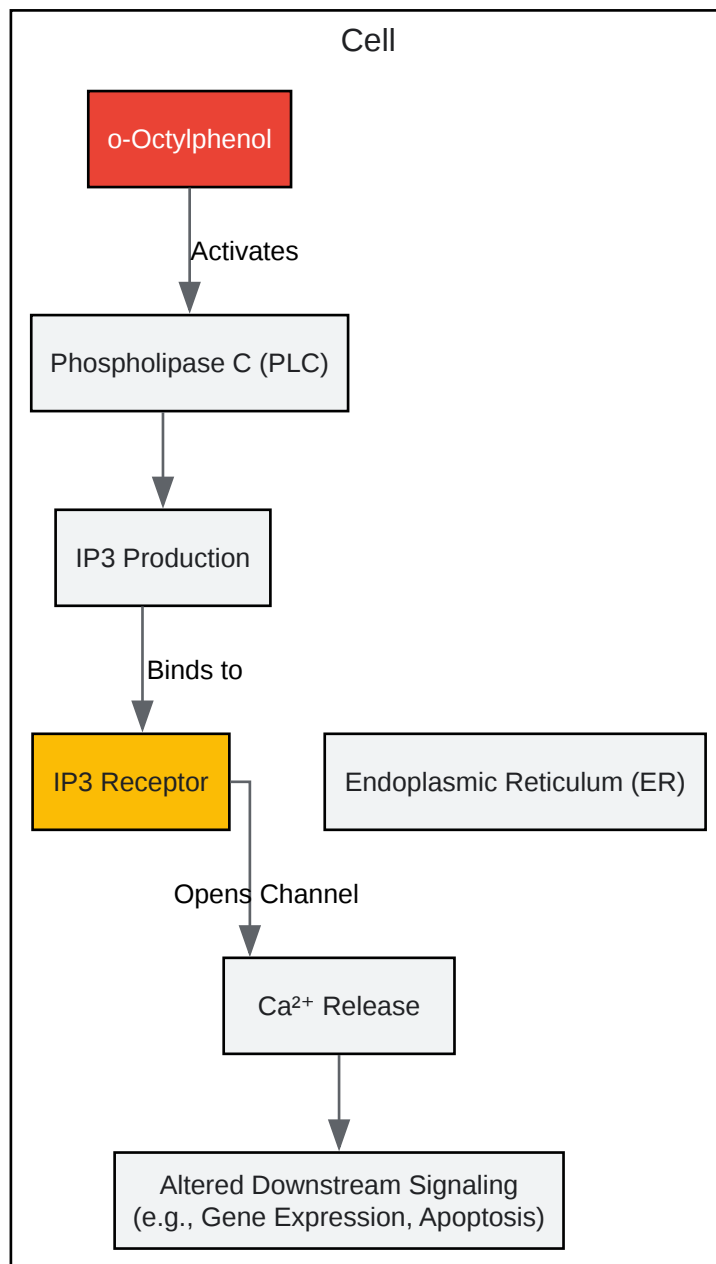 Cell
o-Octylphenol
Activates
Phospholipase C (PLC)
IP3 Production
Binds to
IP3 Receptor
Endoplasmic Reticulum (ER)
Opens Channel
Ca²⁺ Release
Altered Downstream Signaling
(e.g., Gene Expression, Apoptosis)